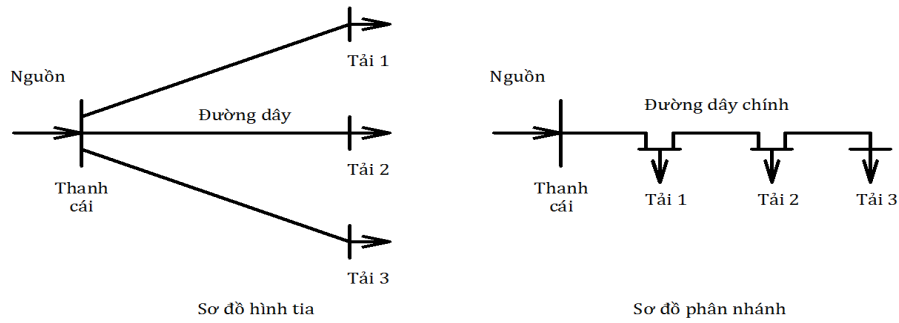 Nguồn
Thanh
cái
Đường dây
Tải 1
Tải 2
Tải 3
Sơ đồ hình tia
Nguồn
Thanh
cái
Đường dây chính
Tải 1
Tải 2
Tải 3
Sơ đồ phân nhánh